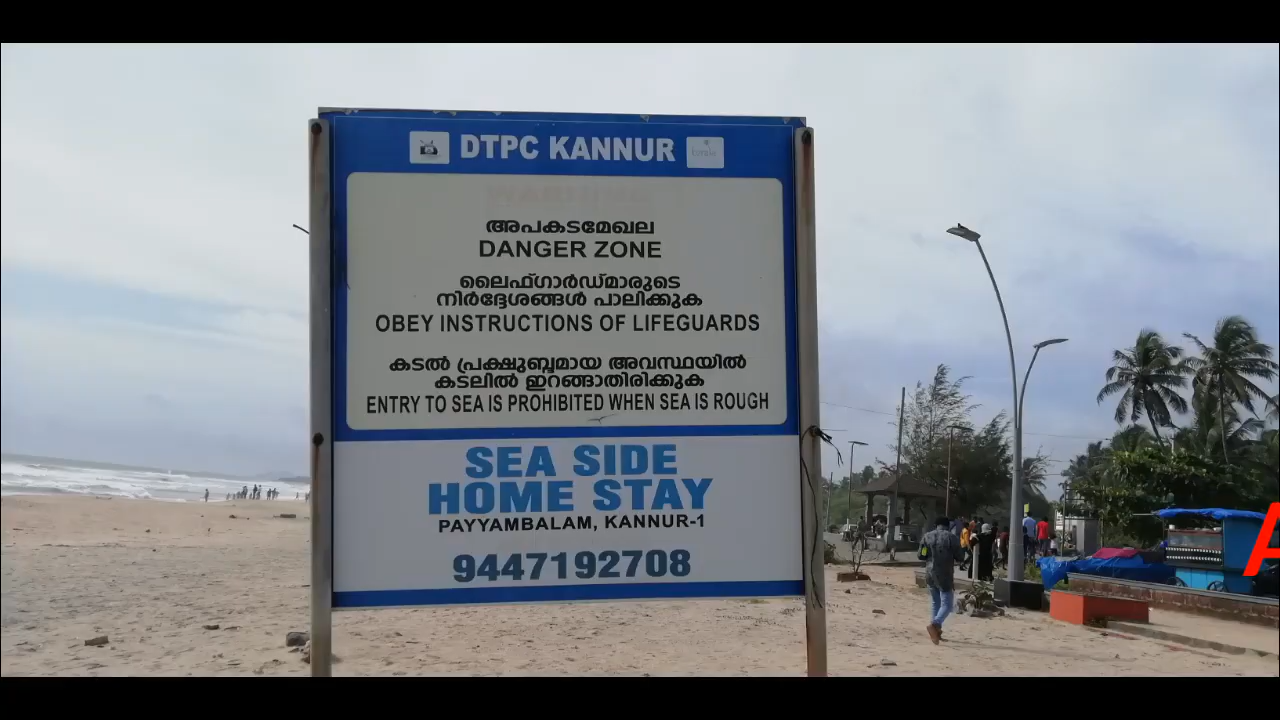 DTPC KANNUR
WARNING
അപകടമേഖല
DANGER ZONE
ലൈഫ്ഗാർഡ്മാരുടെ
നിർദ്ദേശങ്ങൾ പാലിക്കുക
OBEY INSTRUCTIONS OF LIFEGUARDS
കടൽ പ്രക്ഷുബ്ദ്ധമായ അവസ്ഥയിൽ
കടലിൽ ഇറങ്ങാതിരിക്കുക
ENTRY TO SEA IS PROHIBITED WHEN SEA IS ROUGH
SEA SIDE
HOME STAY
PAYYAMBALAM, KANNUR-1
9447192708
A